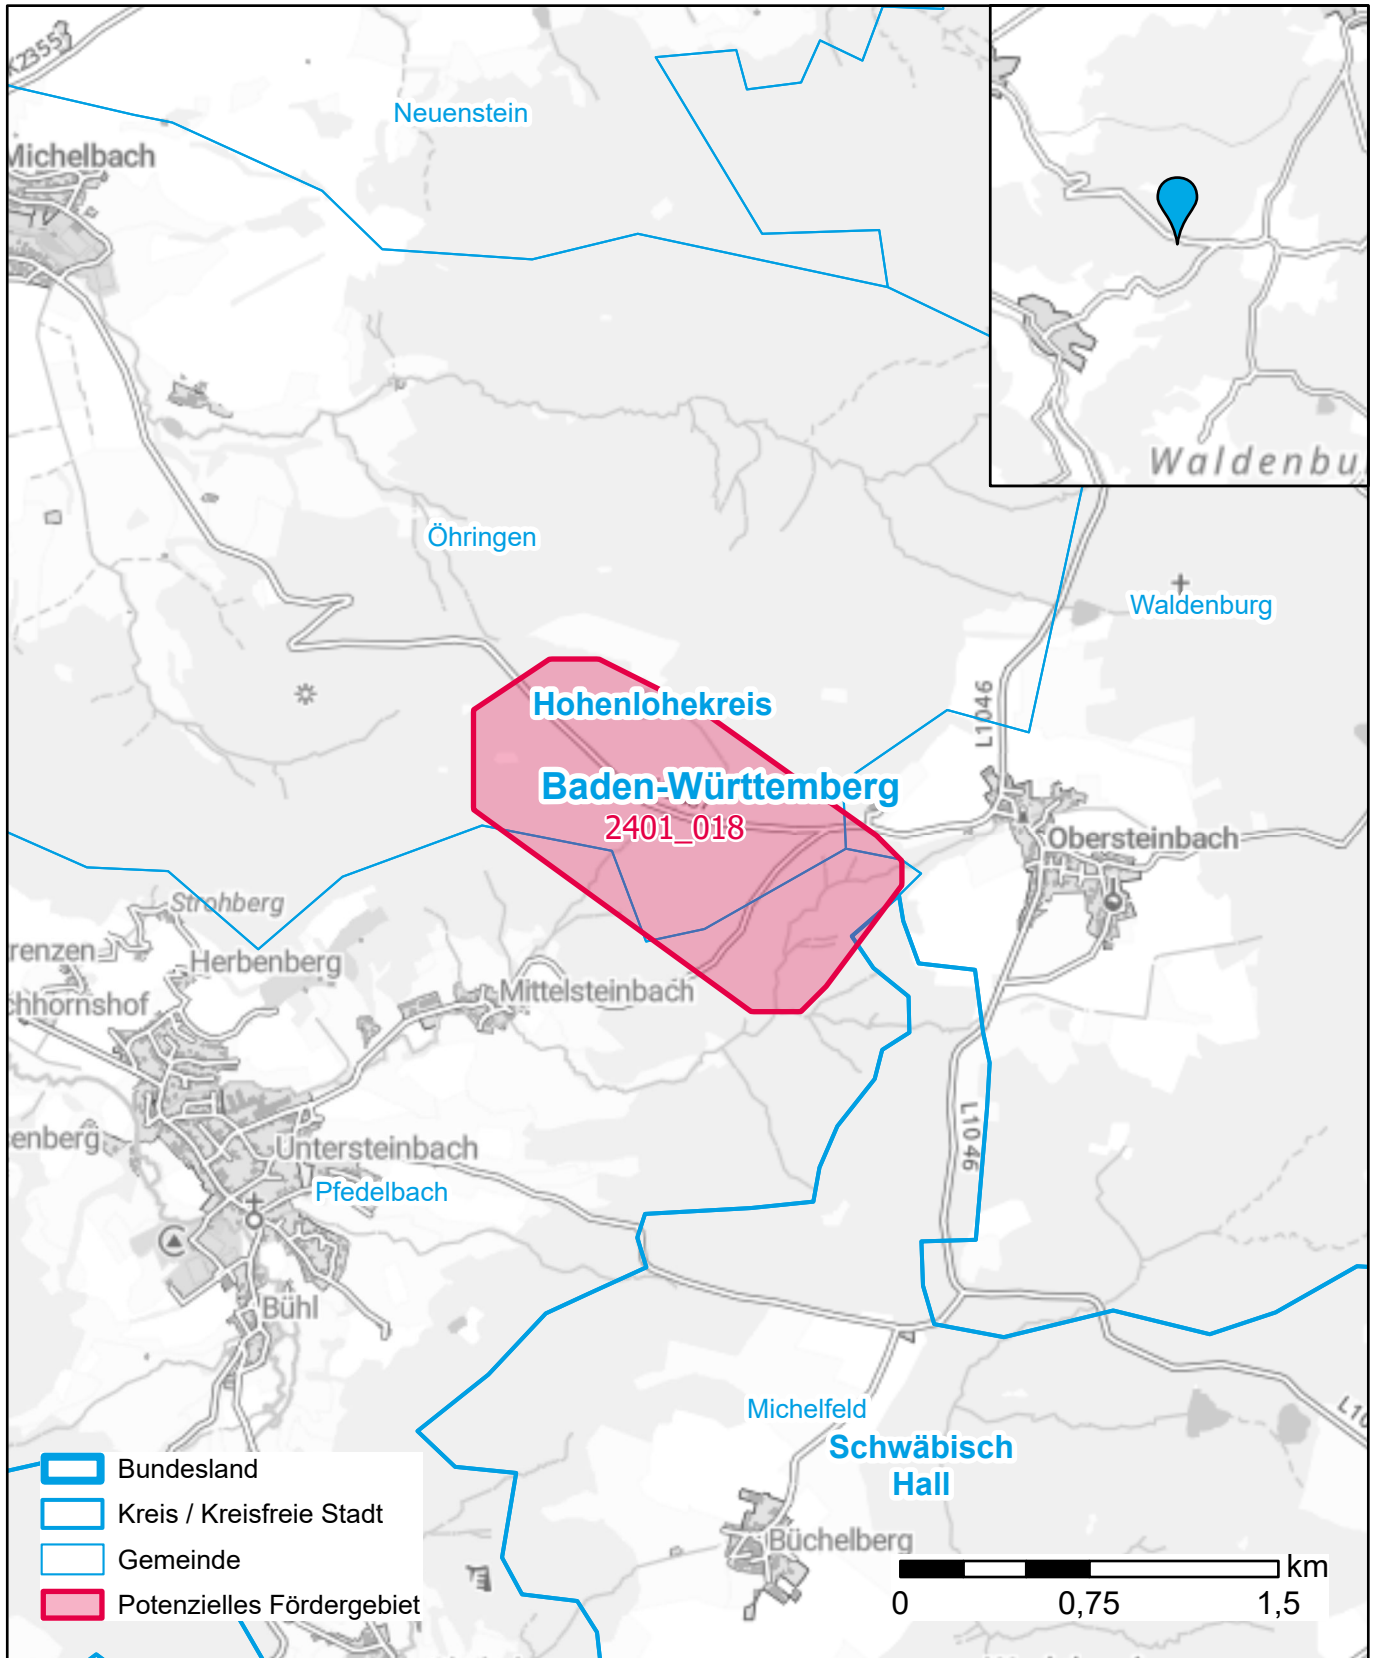 K2355
Neuenstein
Michelbach
Waldenbu
Öhringen
Waldenburg
L1046
Hohenlohekreis
Baden-Württemberg
2401_018
Obersteinbach
Strohberg
renzen
Herbenberg
chhornshof
Mittelsteinbach
enberg
Untersteinbach
L1046
Pfedelbach
Bühl
Michelfeld
L10
Schwäbisch
Hall
Büchelberg
Bundesland
Kreis / Kreisfreie Stadt
Gemeinde
Potenzielles Fördergebiet
km
0 0,75 1,5